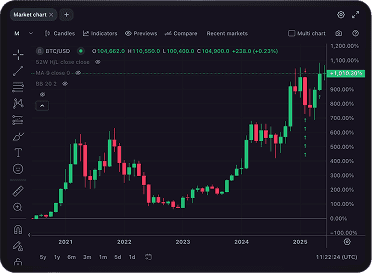 Market chart × +
M Candles Indicators Previews Compare Recent markets Multi chart
BTC/USD O 104,662.0 H 110,550.0 L 100,400.0 C 104,900.0 +238.0 (+0.23%)
52W H/L close close
MA 9 close 0
BB 20 2
1,200.00%
1,100.00%
+1,010.30%
900.00%
800.00%
700.00%
600.00%
500.00%
400.00%
300.00%
200.00%
100.00%
0.00%
-100.00%
2021 2022 2023 2024 2025
5y 1y 6m 3m 1m 5d 1d 11:22:24 (UTC)